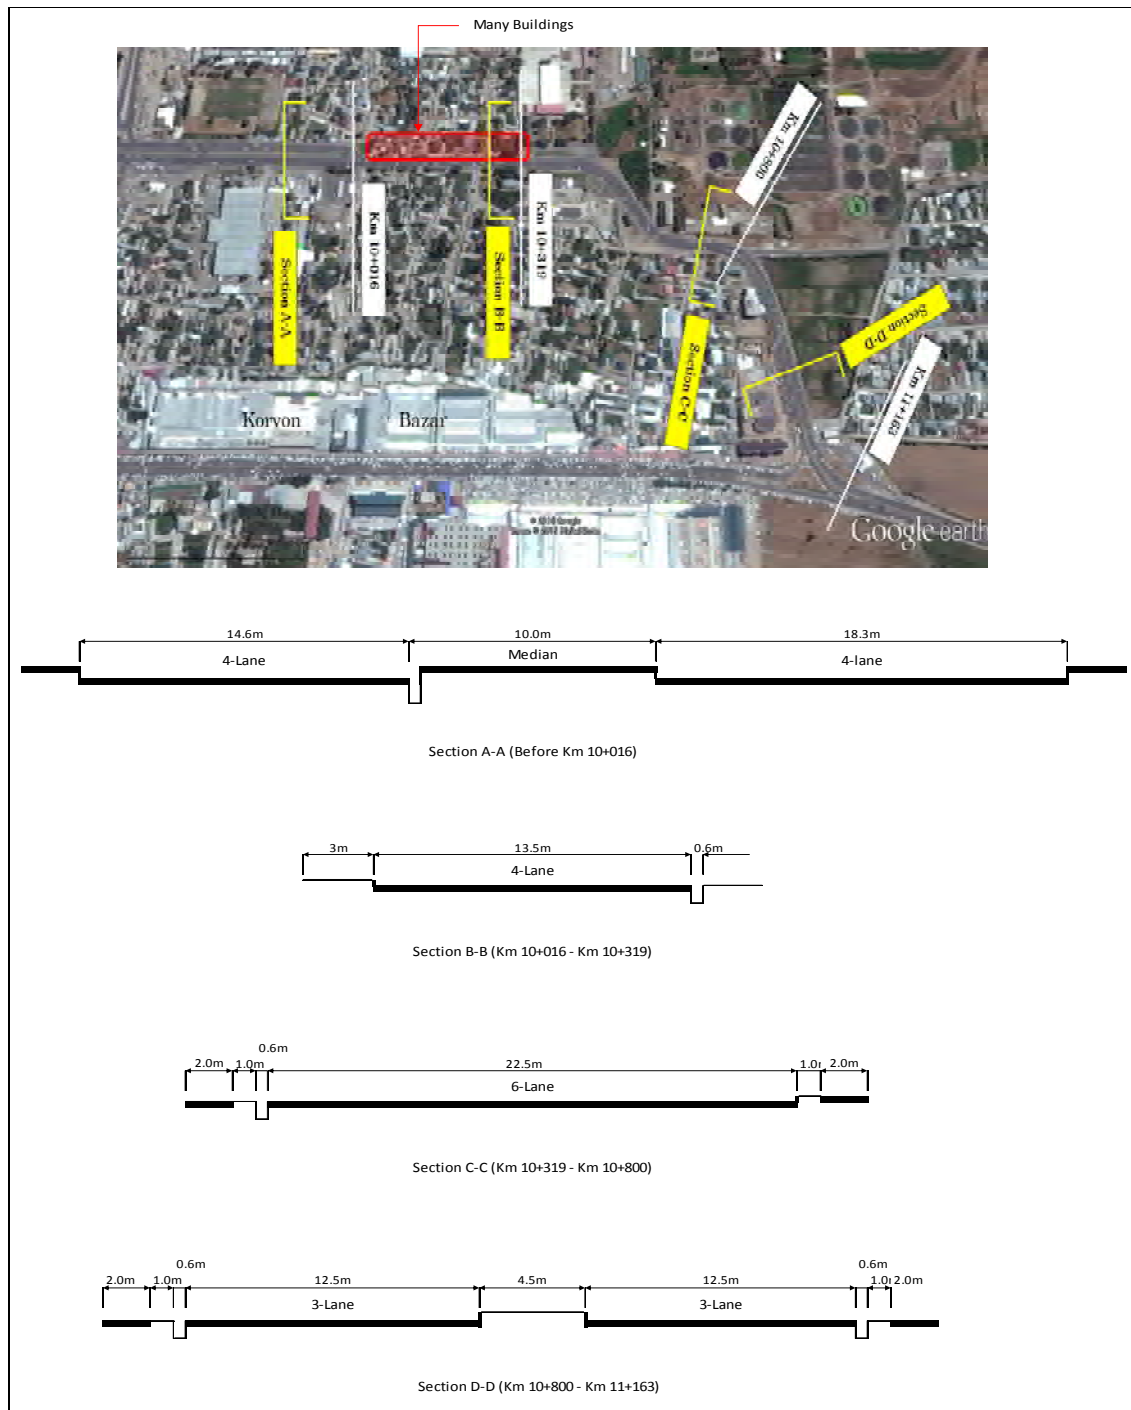 Many Buildings
Km 10+800
Km 10+016
Km 10+319
Section A-A
Section B-B
Section C-C
Section D-D
Km 11+163
Korvon Bazar
Google earth
14.6m 10.0m 18.3m
4-Lane Median 4-lane
Section A-A (Before Km 10+016)
3m 13.5m 0.6m
4-Lane
Section B-B (Km 10+016 - Km 10+319)
0.6m
2.0m 1.0m 22.5m 1.0 2.0m
6-Lane
Section C-C (Km 10+319 - Km 10+800)
0.6m 0.6m
2.0m 1.0m 12.5m 4.5m 12.5m 1.0 2.0m
3-Lane 3-Lane
Section D-D (Km 10+800 - Km 11+163)